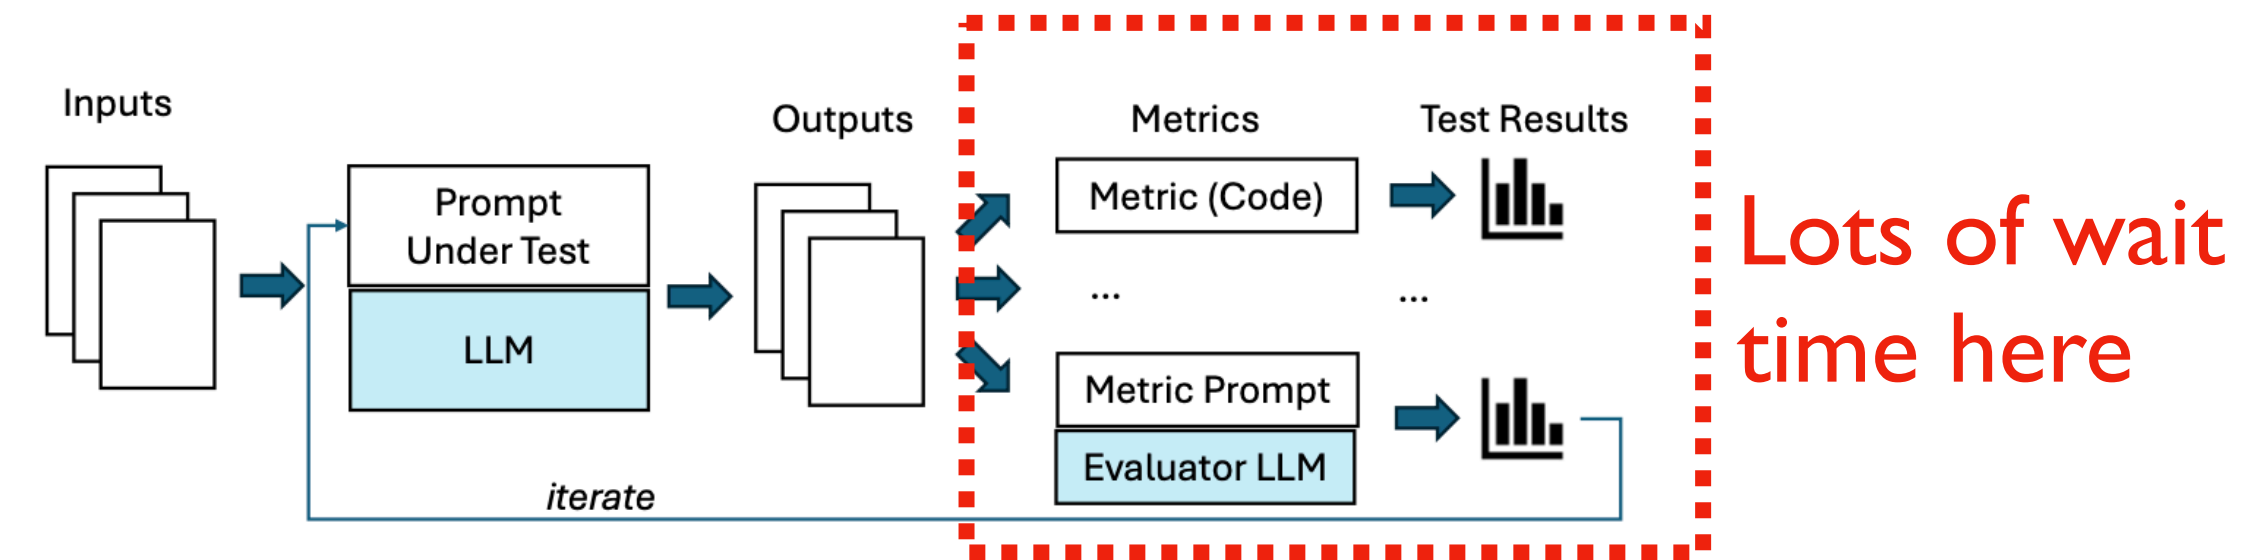 Inputs
Prompt
Under Test
LLM
Outputs
Metrics
Test Results
Metric (Code)
...
...
Metric Prompt
Evaluator LLM
iterate
Lots of wait
time here